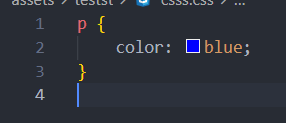 assets > testst > csss.css > ...
1 p {
2 color: blue;
3 }
4